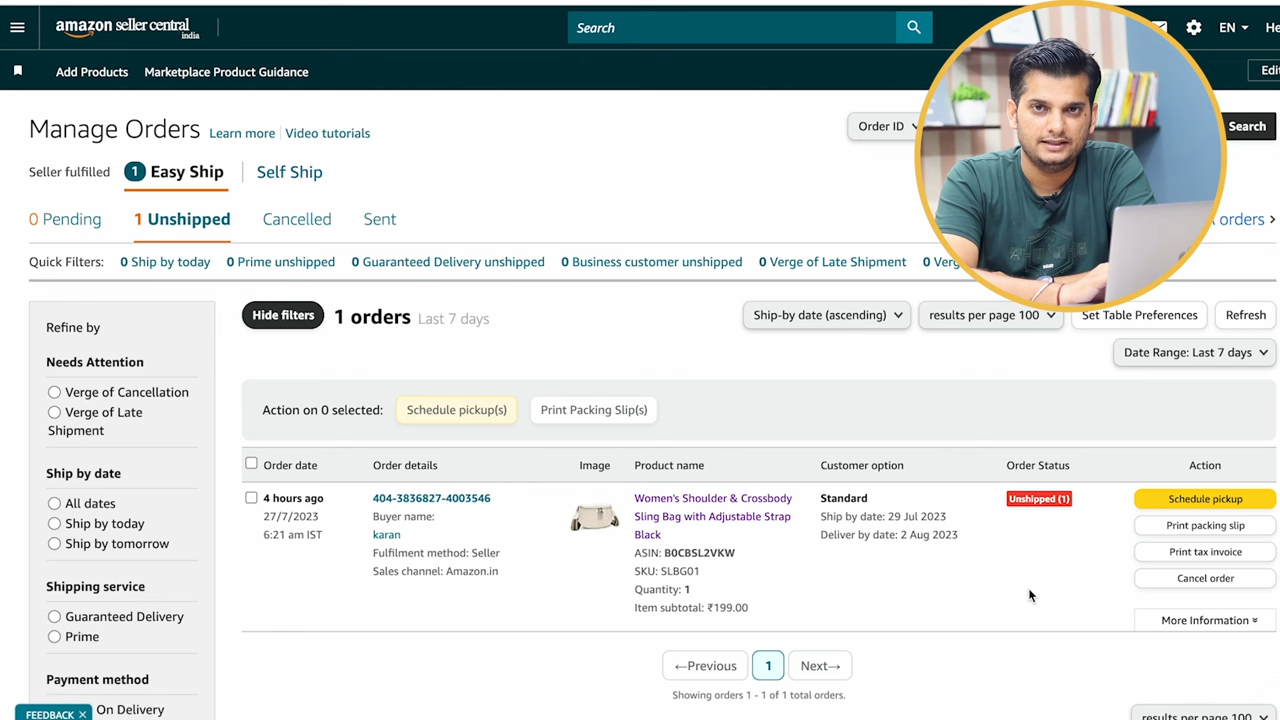 amazon seller central
india
Search
EN
He
Add Products
Marketplace Product Guidance
Edi
Manage Orders
Learn more
Video tutorials
Order ID
Search
Seller fulfilled
1 Easy Ship
Self Ship
0 Pending
1 Unshipped
Cancelled
Sent
orders
Quick Filters:
0 Ship by today
0 Prime unshipped
0 Guaranteed Delivery unshipped
0 Business customer unshipped
0 Verge of Late Shipment
0 Verg
Hide filters
1 orders Last 7 days
Ship-by date (ascending)
results per page 100
Set Table Preferences
Refresh
Date Range: Last 7 days
Refine by
Needs Attention
Verge of Cancellation
Verge of Late
Shipment
Ship by date
All dates
Ship by today
Ship by tomorrow
Shipping service
Guaranteed Delivery
Prime
Payment method
On Delivery
FEEDBACK ×
Action on 0 selected:
Schedule pickup(s)
Print Packing Slip(s)
Order date
Order details
Image
Product name
Customer option
Order Status
Action
4 hours ago
27/7/2023
6:21 am IST
404-3836827-4003546
Buyer name:
karan
Fulfilment method: Seller
Sales channel: Amazon.in
Women's Shoulder & Crossbody
Sling Bag with Adjustable Strap
Black
ASIN: B0CBSL2VKW
SKU: SLBG01
Quantity: 1
Item subtotal: ₹199.00
Standard
Ship by date: 29 Jul 2023
Deliver by date: 2 Aug 2023
Unshipped (1)
Schedule pickup
Print packing slip
Print tax invoice
Cancel order
More Information
←Previous
1
Next→
Showing orders 1 - 1 of 1 total orders.
results per page 100